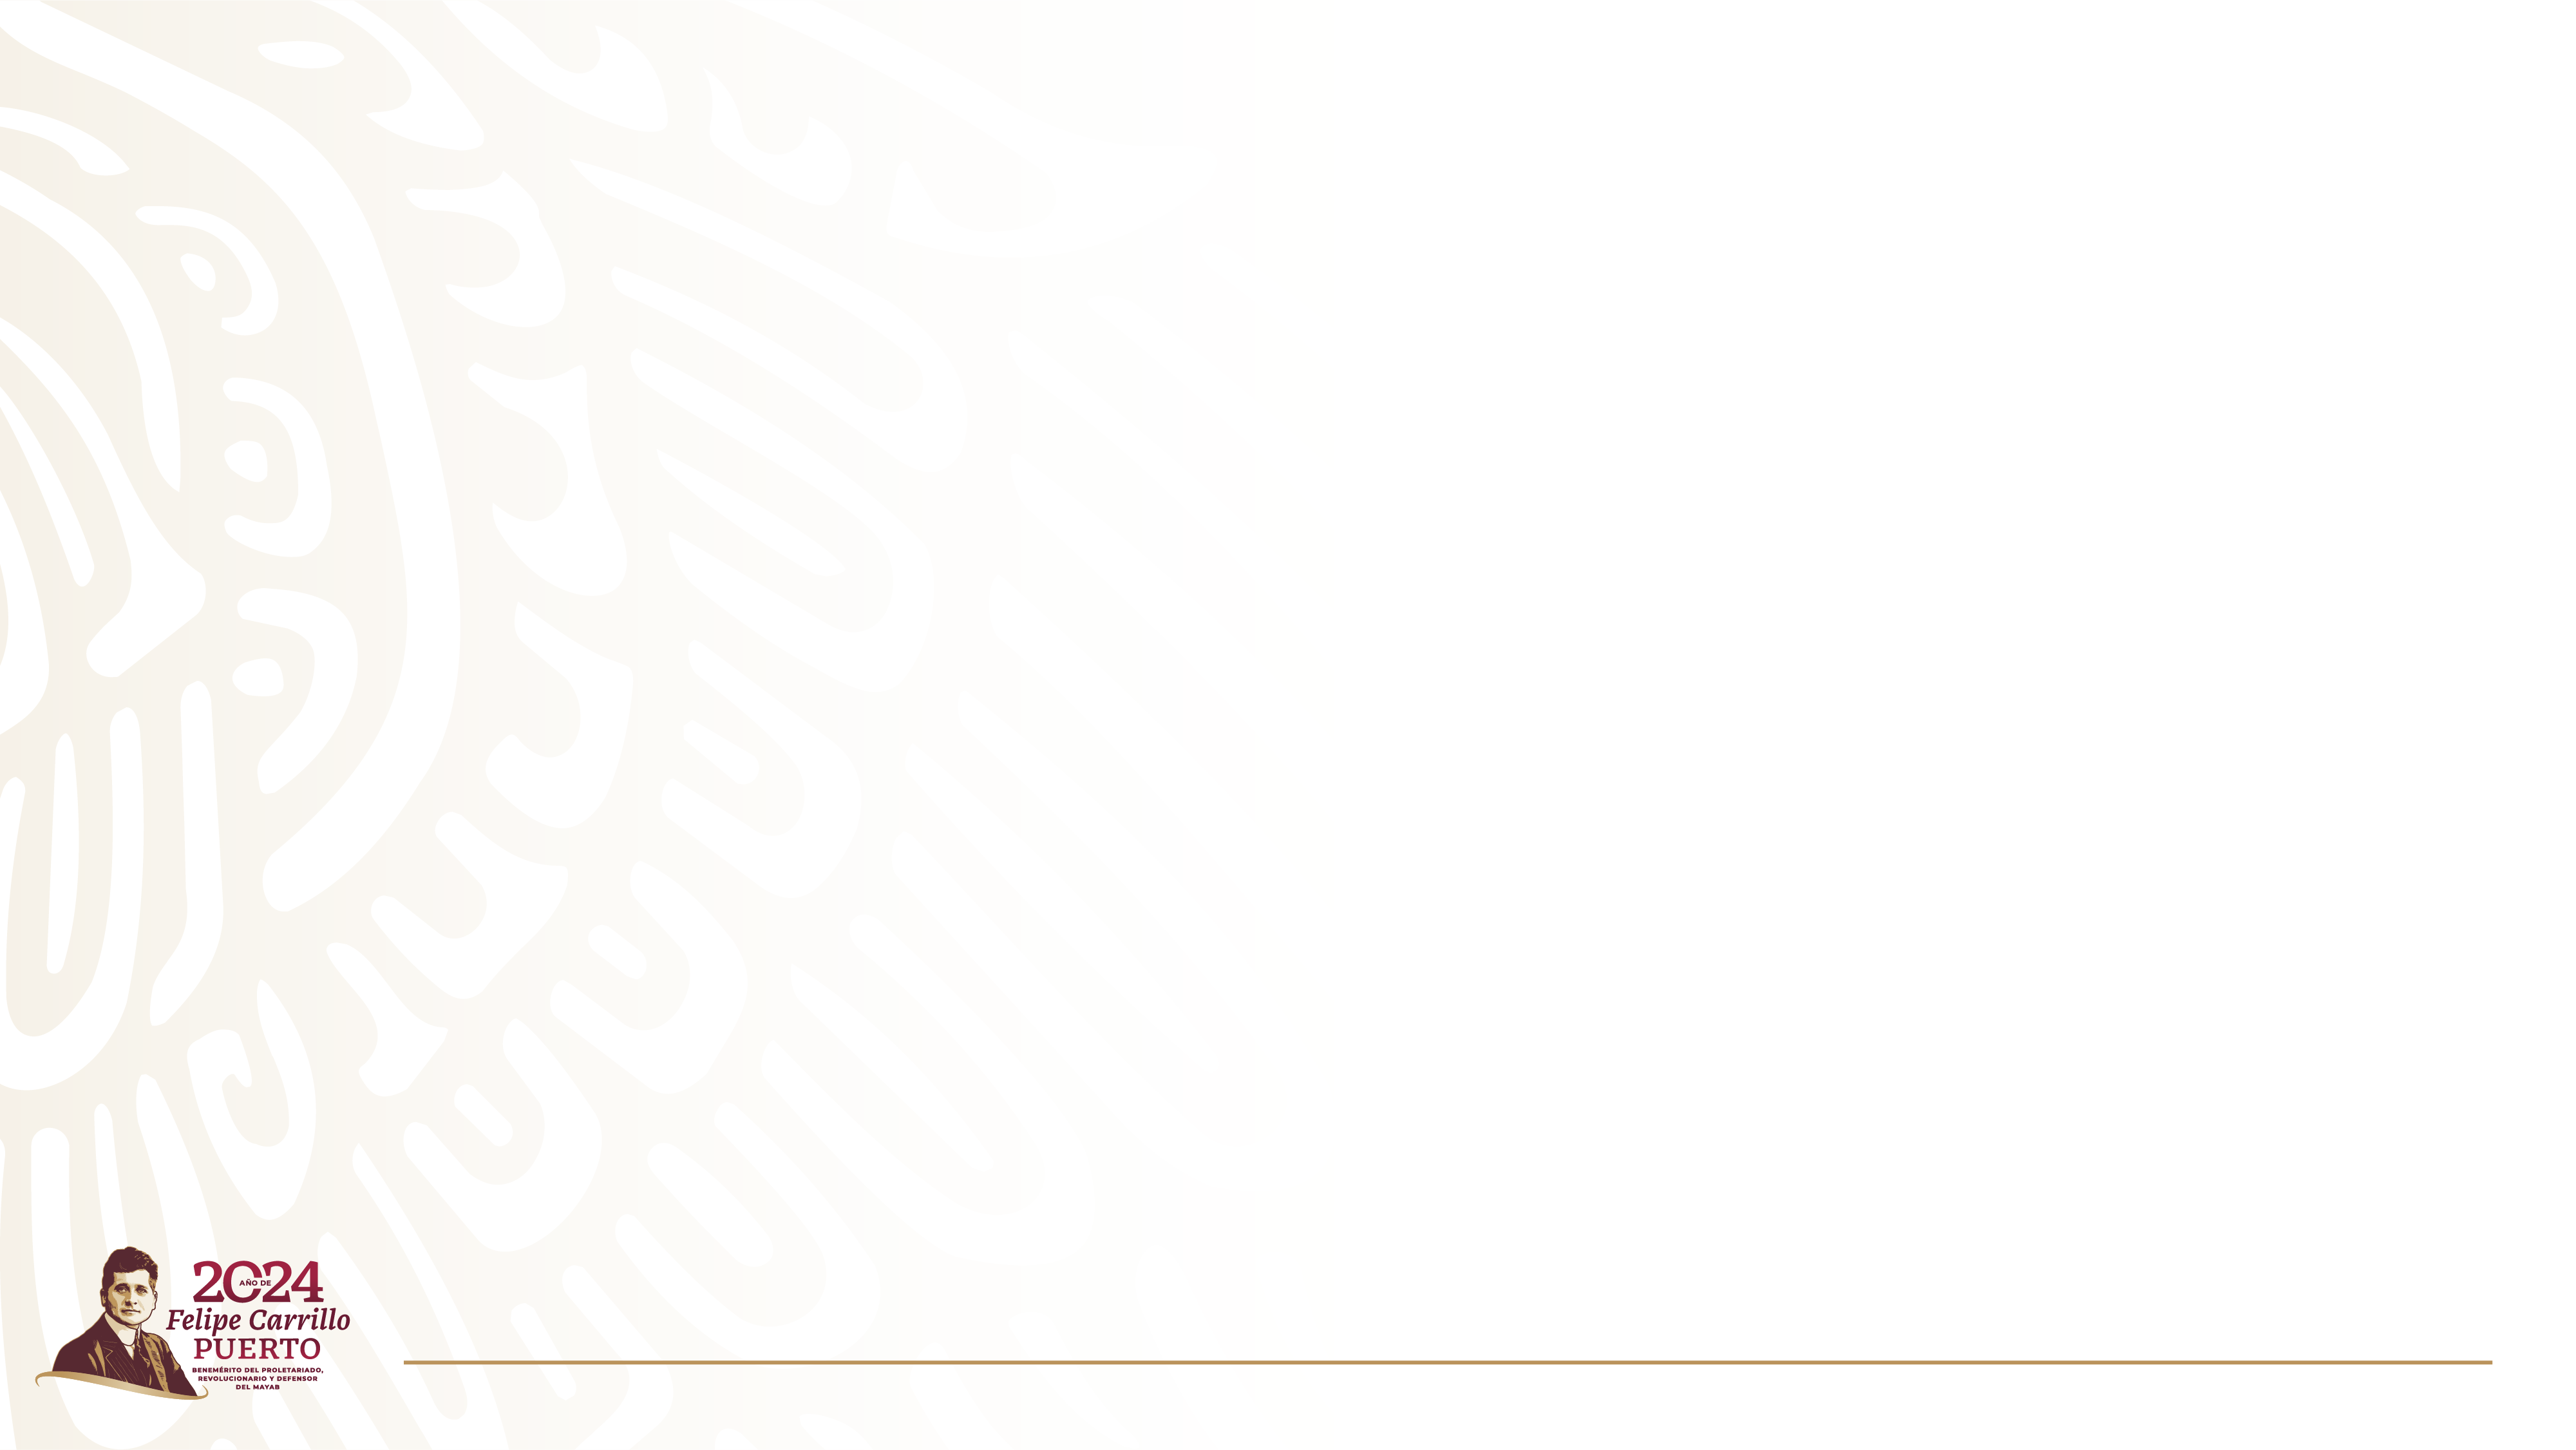 2024
AÑO DE
Felipe Carrillo
PUERTO
BENEMÉRITO DEL PROLETARIADO,
REVOLUCIONARIO Y DEFENSOR
DEL MAYAB